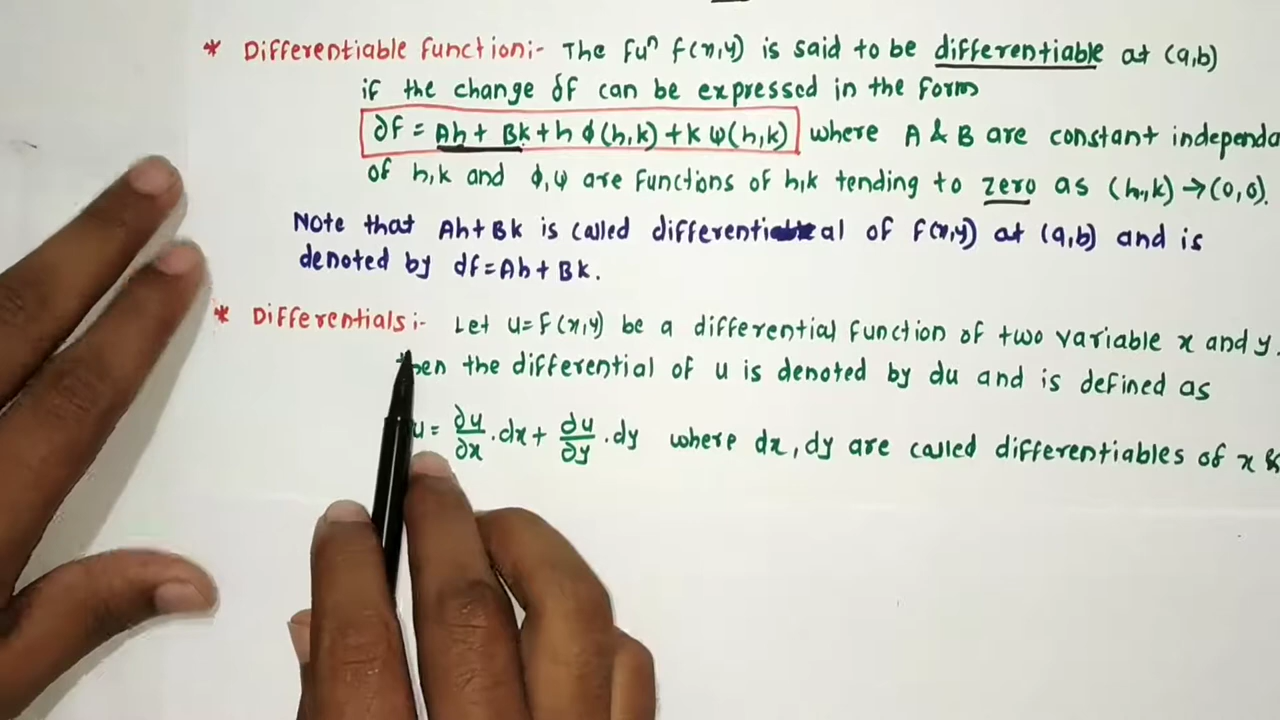 * Differentiable function:- The Fuⁿ f(x,y) is said to be differentiable at (a,b)
if the change δf can be expressed in the form
∂f = Ah + Bk + h φ(h,k) + k ψ(h,k) where A & B are constant independa
of h,k and φ,ψ are functions of h,k tending to zero as (h,k) → (0,0).
Note that Ah + Bk is called differential of f(x,y) at (a,b) and is
denoted by df = Ah + Bk.
* Differentials :- Let u = f(x,y) be a differential function of two variable x and y.
the differential of u is denoted by du and is defined as
u = ∂u/∂x . dx + ∂u/∂y . dy where dx, dy are called differentiables of x &